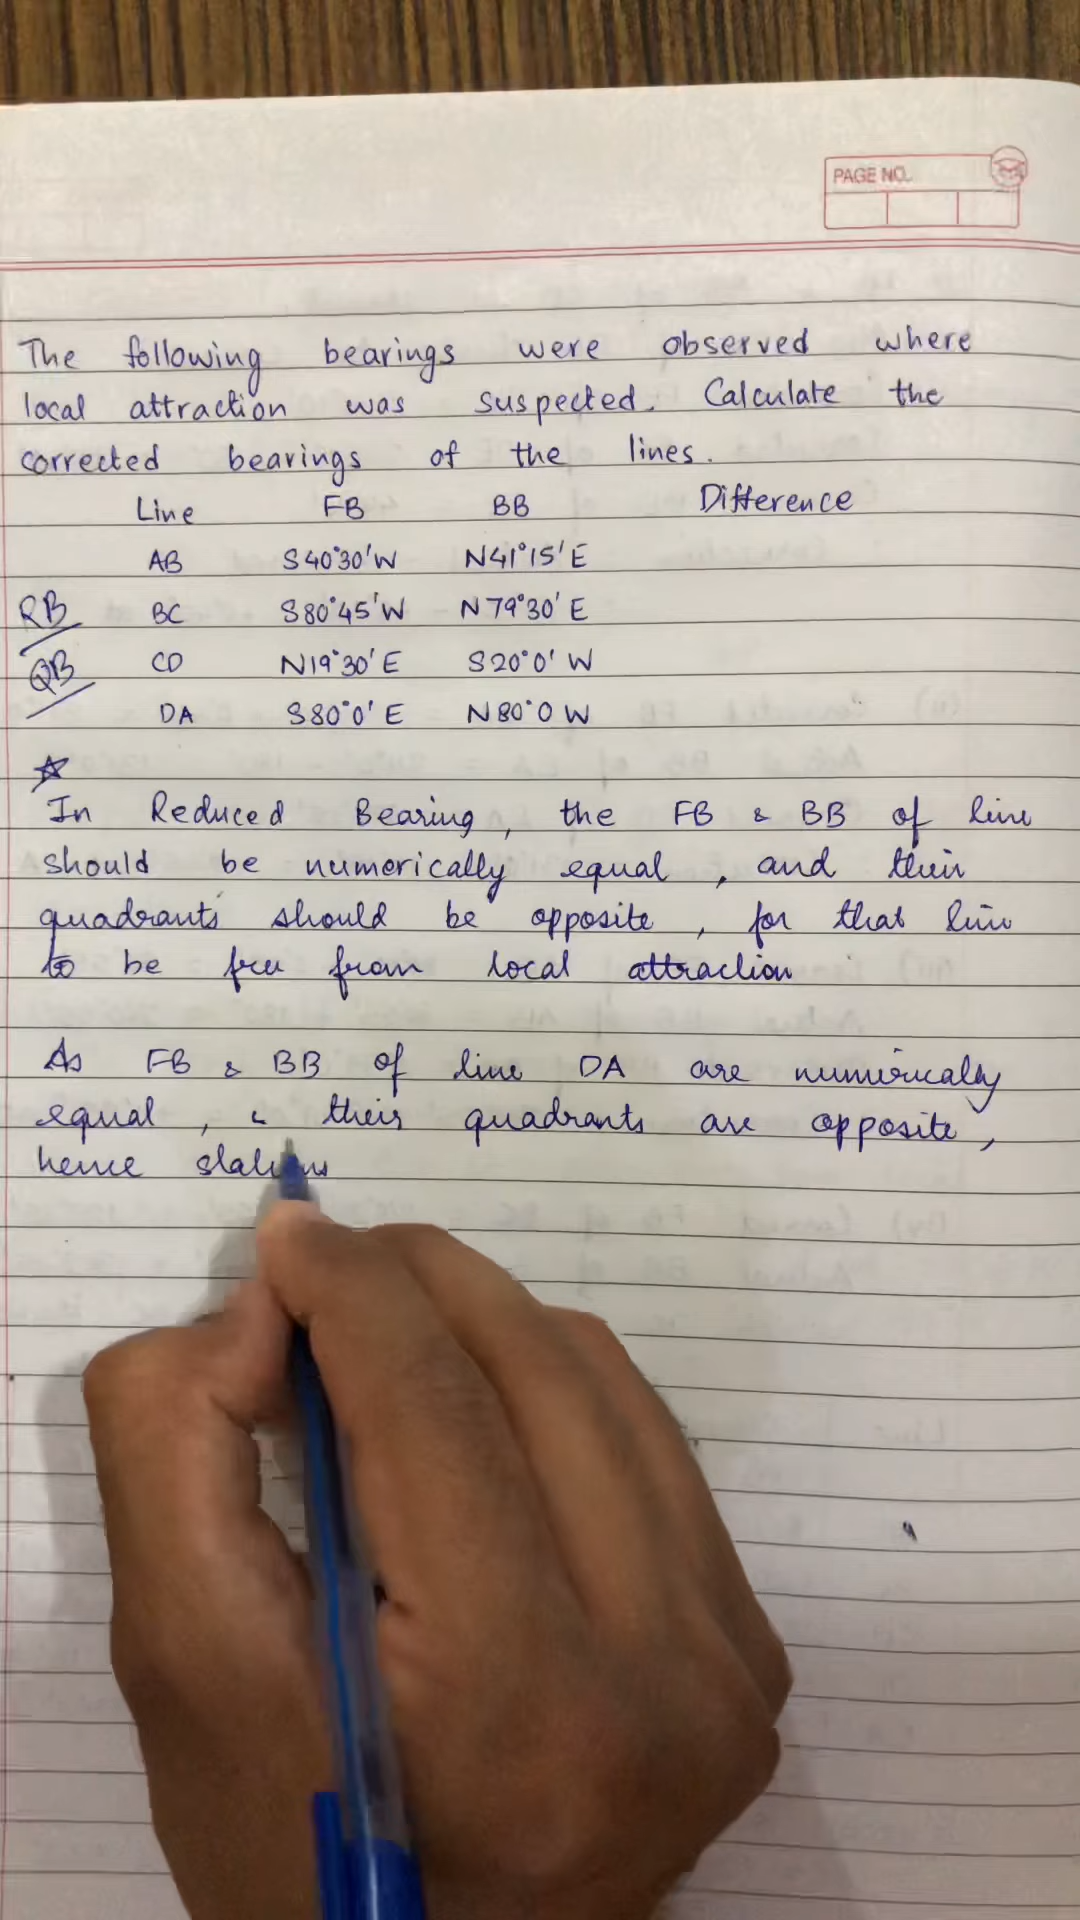 PAGE NO.
The following bearings were observed where
local attraction was suspected. Calculate the
corrected bearings of the lines.
Line FB BB Difference
AB S40°30'W N41°15'E
RB BC S80°45'W N79°30'E
QB CD N19°30'E S20°0'W
DA S80°0'E N80°0 W
In Reduced Bearing, the FB & BB of line
should be numerically equal, and their
quadrants should be opposite, for that line
to be free from local attraction
As FB & BB of line DA are numerically
equal, & their quadrants are opposite,
hence stations